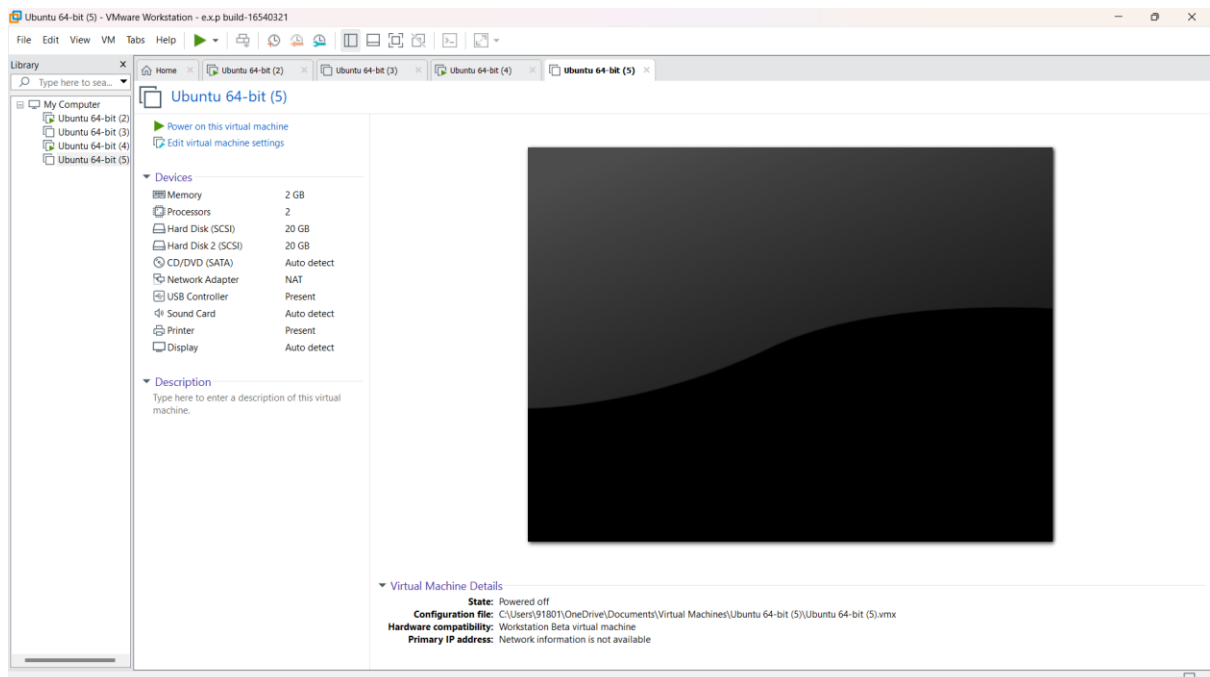 Ubuntu 64-bit (5) - VMware Workstation - e.x.p build-16540321
File Edit View VM Tabs Help
Library X
Type here to sea...
My Computer
Ubuntu 64-bit (2)
Ubuntu 64-bit (3)
Ubuntu 64-bit (4)
Ubuntu 64-bit (5)
Home Ubuntu 64-bit (2) Ubuntu 64-bit (3) Ubuntu 64-bit (4) Ubuntu 64-bit (5)
Ubuntu 64-bit (5)
Power on this virtual machine
Edit virtual machine settings
Devices
Memory 2 GB
Processors 2
Hard Disk (SCSI) 20 GB
Hard Disk 2 (SCSI) 20 GB
CD/DVD (SATA) Auto detect
Network Adapter NAT
USB Controller Present
Sound Card Auto detect
Printer Present
Display Auto detect
Description
Type here to enter a description of this virtual
machine.
Virtual Machine Details
State: Powered off
Configuration file: C:\Users\91801\OneDrive\Documents\Virtual Machines\Ubuntu 64-bit (5)\Ubuntu 64-bit (5).vmx
Hardware compatibility: Workstation Beta virtual machine
Primary IP address: Network information is not available